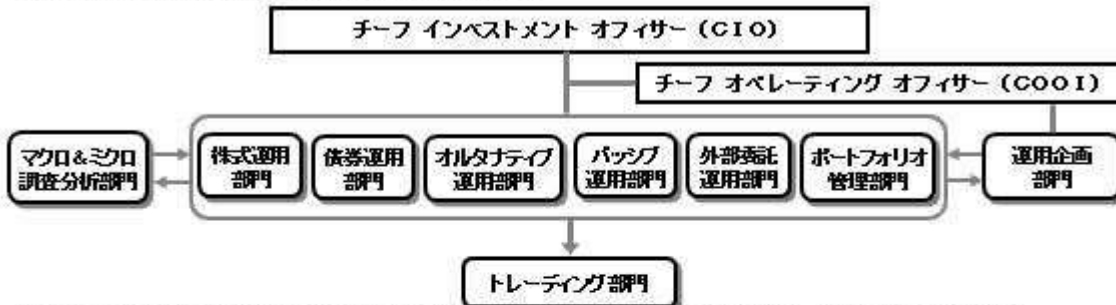 チーフ インベストメント オフィサー (CIO)
チーフ オペレーティング オフィサー (COOI)
マクロ&ミクロ
調査分析部門
株式運用
部門
債券運用
部門
オルタナティブ
運用部門
パッシブ
運用部門
外部委託
運用部門
ポートフォリオ
管理部門
運用企画
部門
トレーディング部門